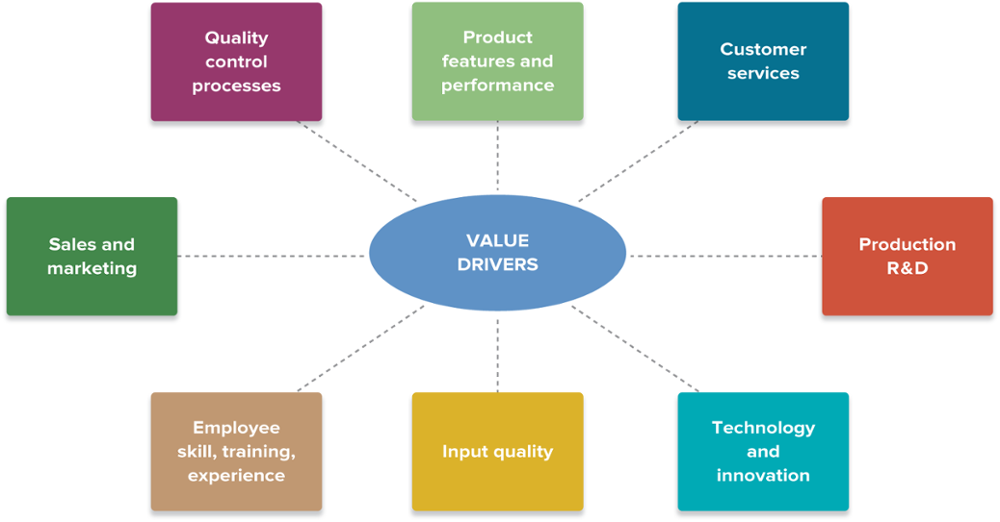 Quality
control
processes
Product
features and
performance
Customer
services
Sales and
marketing
VALUE
DRIVERS
Production
R&D
Employee
skill, training,
experience
Input quality
Technology
and
innovation